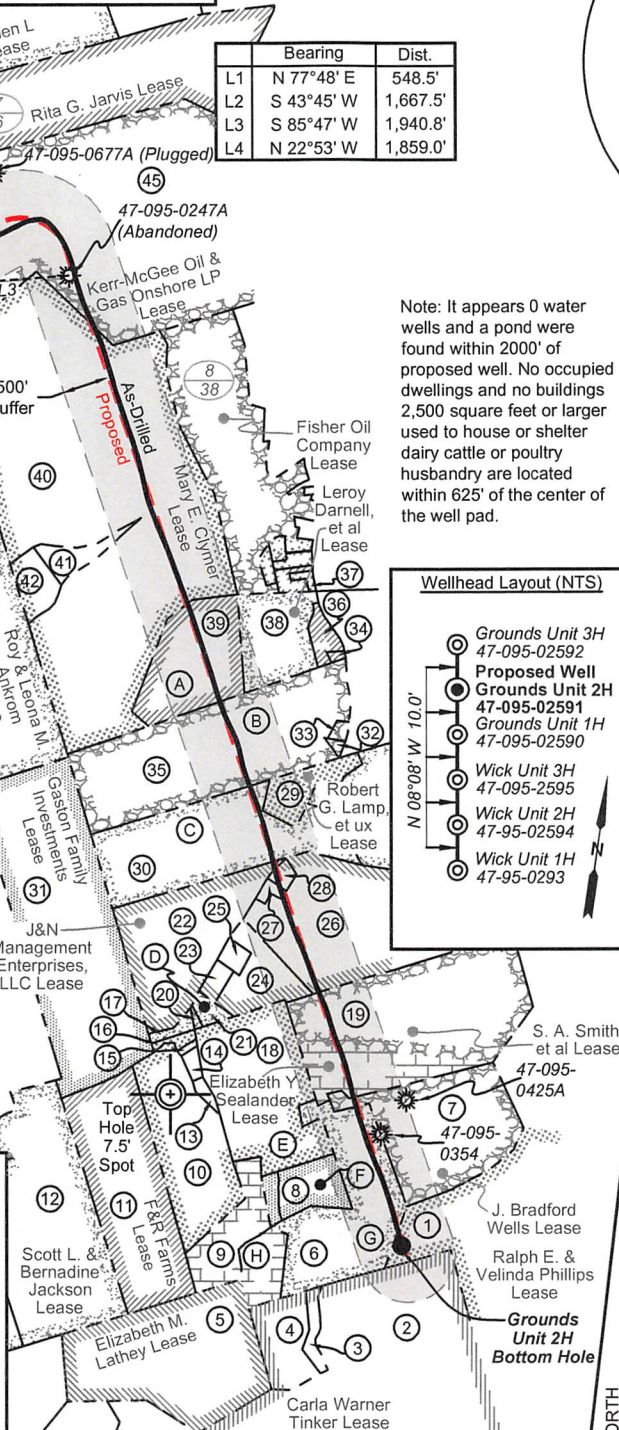 en L
ease
Rita G. Jarvis Lease
Bearing Dist.
L1 N 77°48' E 548.5'
L2 S 43°45' W 1,667.5'
L3 S 85°47' W 1,940.8'
L4 N 22°53' W 1,859.0'
47-095-0677A (Plugged)
45
47-095-0247A
(Abandoned)
L3
Kerr-McGee Oil &
Gas Onshore LP
Lease
500'
uffer
As-Drilled
Proposed
8
38
Fisher Oil
Company
Lease
Note: It appears 0 water
wells and a pond were
found within 2000' of
proposed well. No occupied
dwellings and no buildings
2,500 square feet or larger
used to house or shelter
dairy cattle or poultry
husbandry are located
within 625' of the center of
the well pad.
40
Mary E. Clymer
Lease
Leroy
Darnell,
et al
Lease
41
42
37
36
34
39
38
Roy & Leona M.
Ankrom
A
B
33
32
35
29
Robert
G. Lamp,
et ux
Lease
Wellhead Layout (NTS)
Grounds Unit 3H
47-095-02592
Proposed Well
Grounds Unit 2H
47-095-02591
Grounds Unit 1H
47-095-02590
Wick Unit 3H
47-095-2595
Wick Unit 2H
47-95-02594
Wick Unit 1H
47-95-0293
N 08°08' W 10.0'
N
Gaston Family
Investments
Lease
C
30
31
28
J&N
Management
Enterprises,
LLC Lease
22
25
27
26
D
23
24
17
20
16
21
18
15
14
19
S. A. Smith
et al Lease
47-095-
0425A
Elizabeth Y
Sealander
Lease
7
47-095-
0354
Top
Hole
7.5'
Spot
13
10
E
8
F
J. Bradford
Wells Lease
12
11
F&R Farms
Lease
9
H
6
G
1
Ralph E. &
Velinda Phillips
Lease
Scott L. &
Bernadine
Jackson
Lease
Elizabeth M.
Lathey Lease
5
4
3
2
Grounds
Unit 2H
Bottom Hole
Carla Warner
Tinker Lease
ORTH